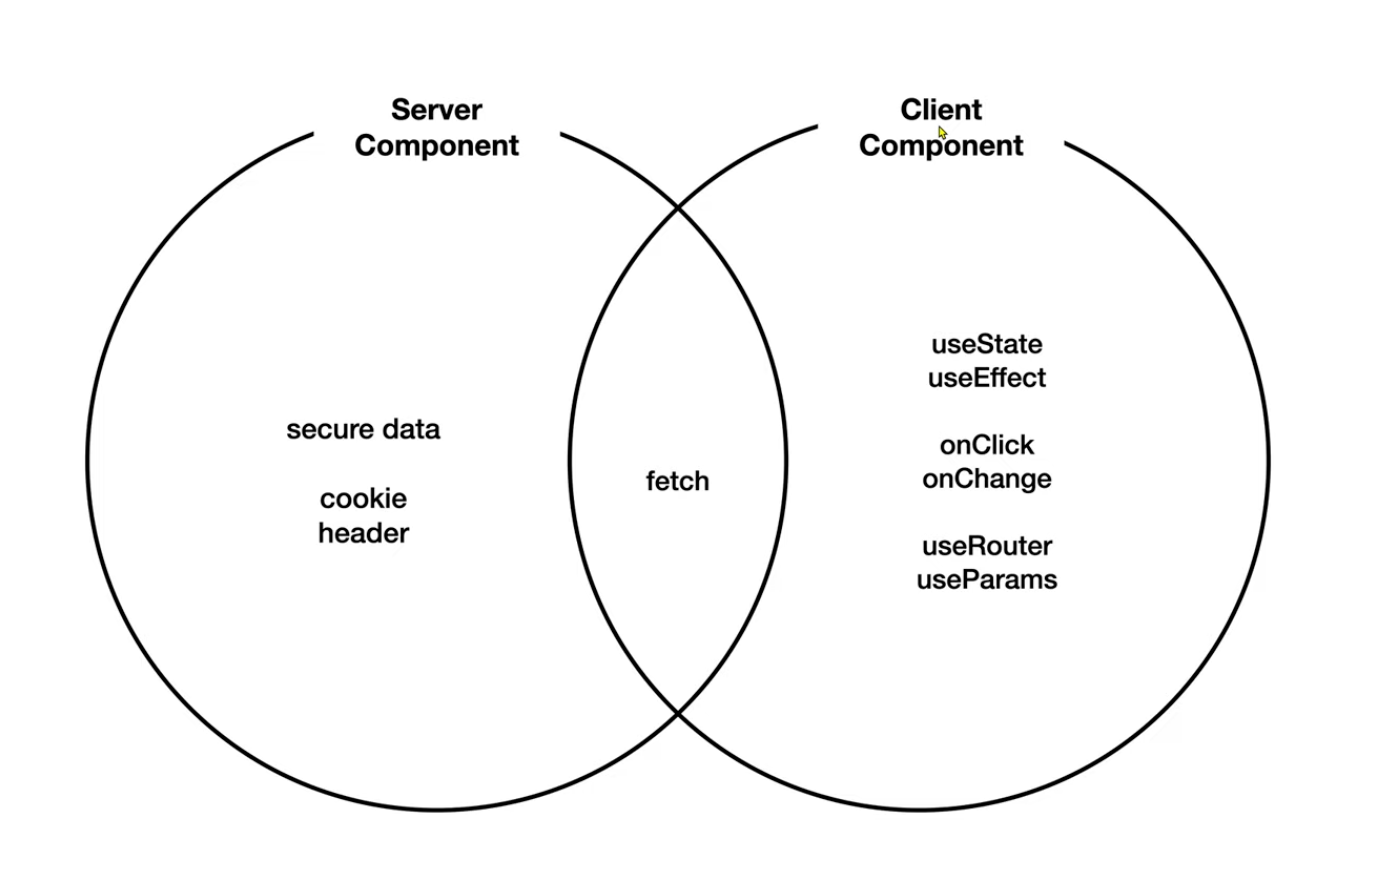 Server
Component
Client
Component
secure data
cookie
header
fetch
useState
useEffect
onClick
onChange
useRouter
useParams